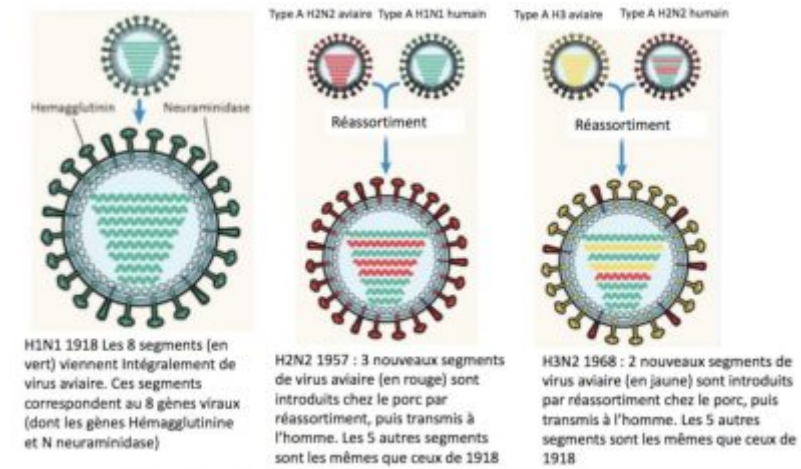 Type A H2N2 aviaire Type A H1N1 humain
Type A H3 aviaire Type A H2N2 humain
Hemagglutinin Neuraminidase
Réassortiment
Réassortiment
H1N1 1918 Les 8 segments (en
vert) viennent Intégralement de
virus aviaire. Ces segments
correspondent au 8 gènes viraux
(dont les gènes Hémagglutinine
et N neuraminidase)
H2N2 1957 : 3 nouveaux segments
de virus aviaire (en rouge) sont
introduits chez le porc par
réassortiment, puis transmis à
l'homme. Les 5 autres segments
sont les mêmes que ceux de 1918
H3N2 1968 : 2 nouveaux segments de
virus aviaire (en jaune) sont introduits
par réassortiment chez le porc, puis
transmis à l'homme. Les 5 autres
segments sont les mêmes que ceux de
1918